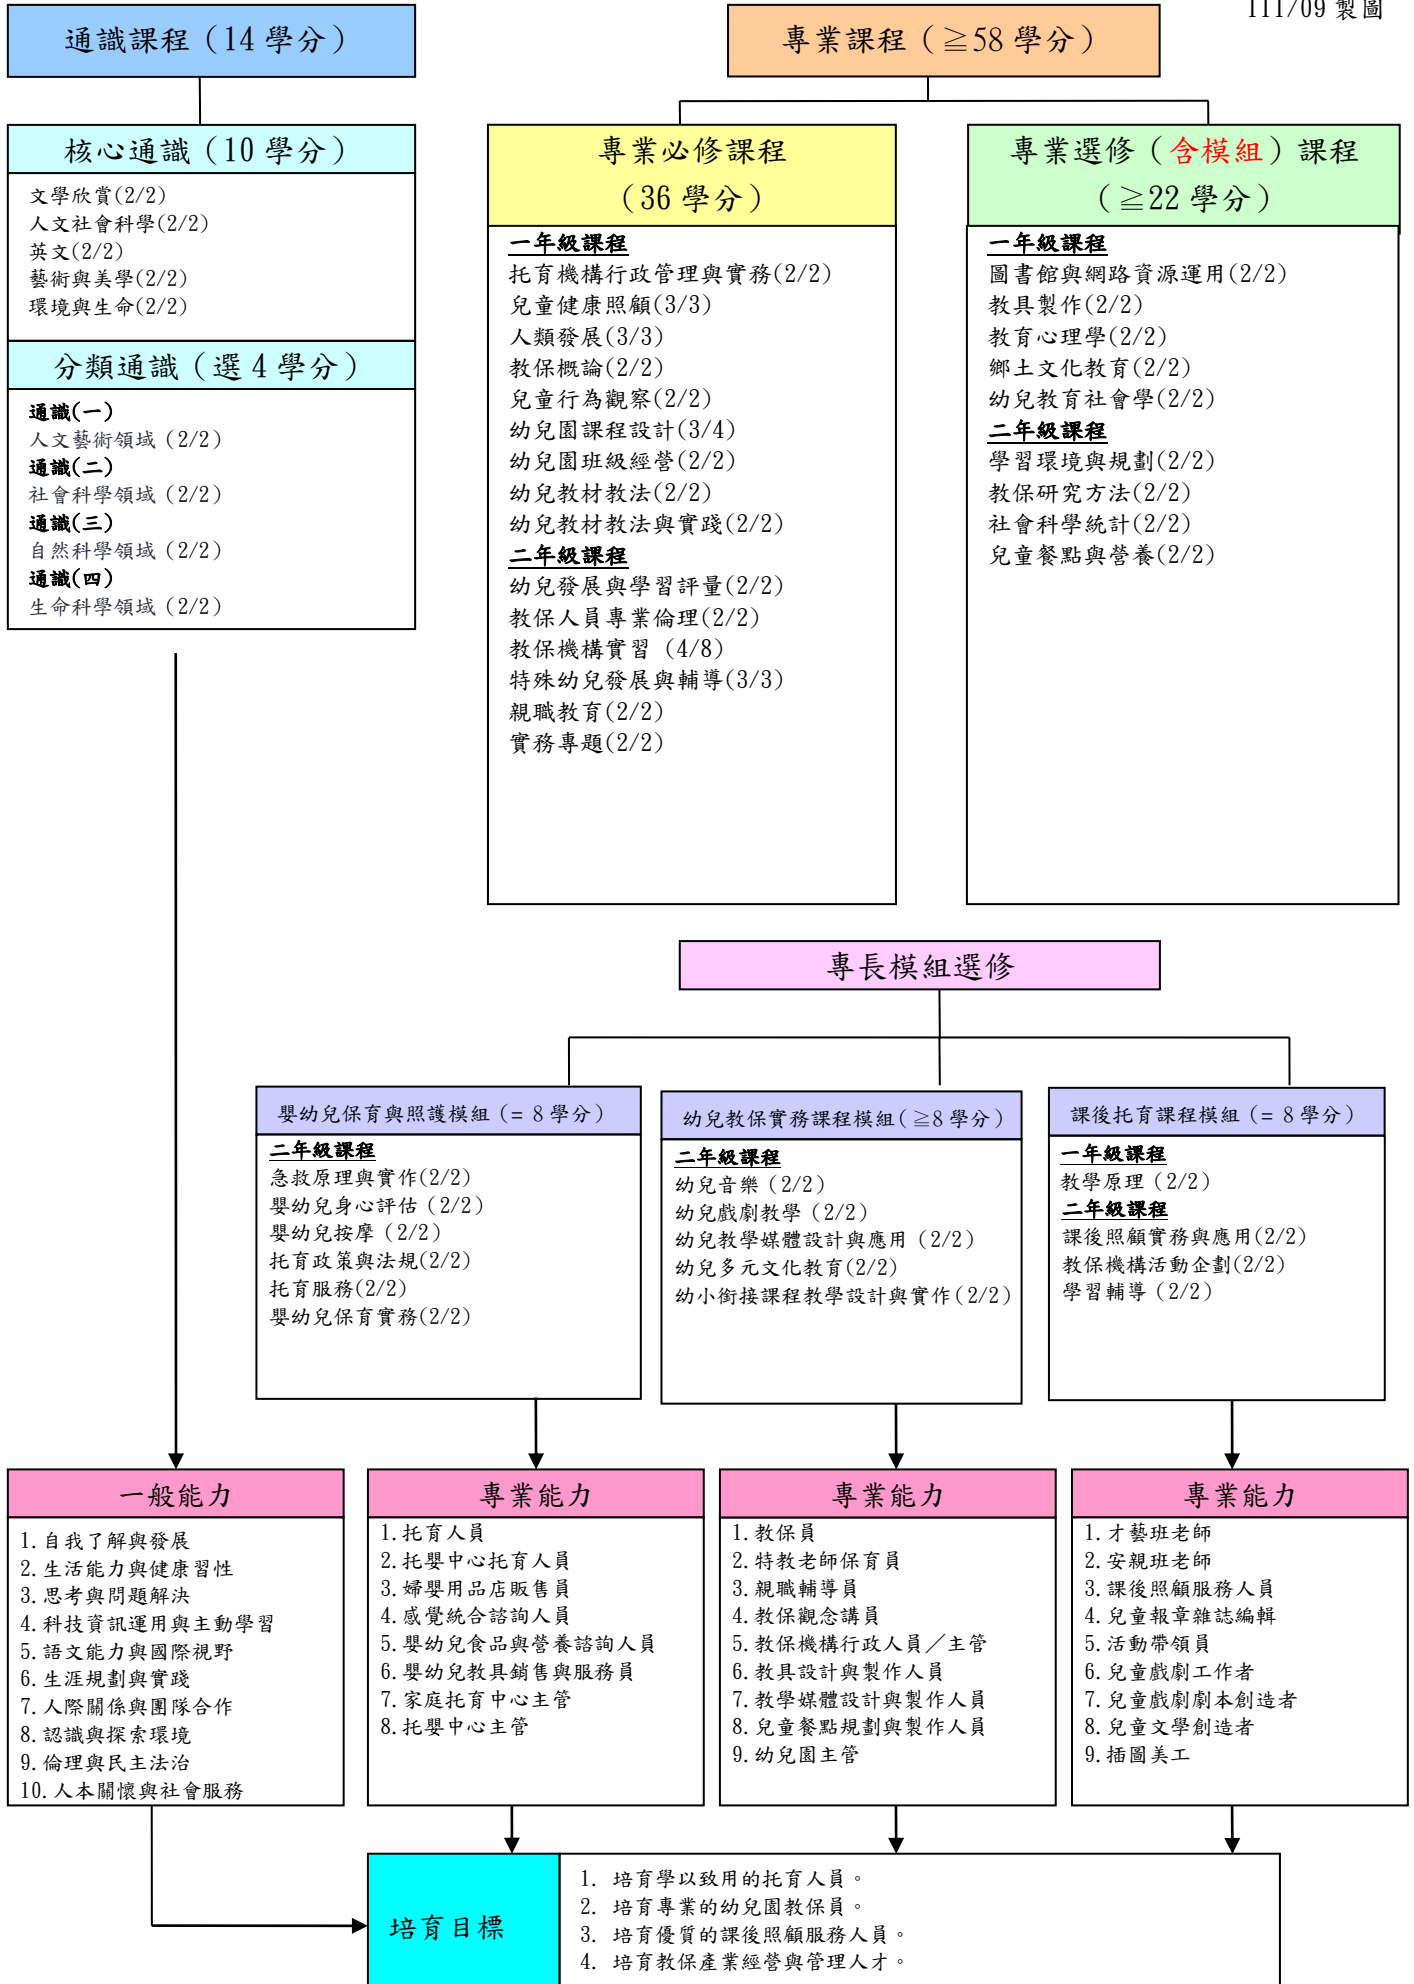 111/09 製圖
通識課程（14 學分）
核心通識（10 學分）
文學欣賞(2/2)
人文社會科學(2/2)
英文(2/2)
藝術與美學(2/2)
環境與生命(2/2)
分類通識（選 4 學分）
通識(一)
人文藝術領域（2/2）
通識(二)
社會科學領域（2/2）
通識(三)
自然科學領域（2/2）
通識(四)
生命科學領域（2/2）
專業課程（≧58 學分）
專業必修課程
（36 學分）
一年級課程
托育機構行政管理與實務(2/2)
兒童健康照顧(3/3)
人類發展(3/3)
教保概論(2/2)
兒童行為觀察(2/2)
幼兒園課程設計(3/4)
幼兒園班級經營(2/2)
幼兒教材教法(2/2)
幼兒教材教法與實踐(2/2)
二年級課程
幼兒發展與學習評量(2/2)
教保人員專業倫理(2/2)
教保機構實習（4/8)
特殊幼兒發展與輔導(3/3)
親職教育(2/2)
實務專題(2/2)
專業選修（含模組）課程
（≧22 學分）
一年級課程
圖書館與網路資源運用(2/2)
教具製作(2/2)
教育心理學(2/2)
鄉土文化教育(2/2)
幼兒教育社會學(2/2)
二年級課程
學習環境與規劃(2/2)
教保研究方法(2/2)
社會科學統計(2/2)
兒童餐點與營養(2/2)
專長模組選修
嬰幼兒保育與照護模組（= 8 學分）
二年級課程
急救原理與實作(2/2)
嬰幼兒身心評估（2/2）
嬰幼兒按摩（2/2）
托育政策與法規(2/2)
托育服務(2/2)
嬰幼兒保育實務(2/2)
幼兒教保實務課程模組(≧8 學分）
二年級課程
幼兒音樂（2/2）
幼兒戲劇教學（2/2）
幼兒教學媒體設計與應用（2/2）
幼兒多元文化教育(2/2)
幼小銜接課程教學設計與實作(2/2)
課後托育課程模組（= 8 學分）
一年級課程
教學原理（2/2）
二年級課程
課後照顧實務與應用(2/2)
教保機構活動企劃(2/2)
學習輔導（2/2）
一般能力
1.自我了解與發展
2.生活能力與健康習性
3.思考與問題解決
4.科技資訊運用與主動學習
5.語文能力與國際視野
6.生涯規劃與實踐
7.人際關係與團隊合作
8.認識與探索環境
9.倫理與民主法治
10.人本關懷與社會服務
專業能力
1.托育人員
2.托嬰中心托育人員
3.婦嬰用品店販售員
4.感覺統合諮詢人員
5.嬰幼兒食品與營養諮詢人員
6.嬰幼兒教具銷售與服務員
7.家庭托育中心主管
8.托嬰中心主管
專業能力
1.教保員
2.特教老師保育員
3.親職輔導員
4.教保觀念講員
5.教保機構行政人員／主管
6.教具設計與製作人員
7.教學媒體設計與製作人員
8.兒童餐點規劃與製作人員
9.幼兒園主管
專業能力
1.才藝班老師
2.安親班老師
3.課後照顧服務人員
4.兒童報章雜誌編輯
5.活動帶領員
6.兒童戲劇工作者
7.兒童戲劇劇本創造者
8.兒童文學創造者
9.插圖美工
培育目標
1. 培育學以致用的托育人員。
2. 培育專業的幼兒園教保員。
3. 培育優質的課後照顧服務人員。
4. 培育教保產業經營與管理人才。